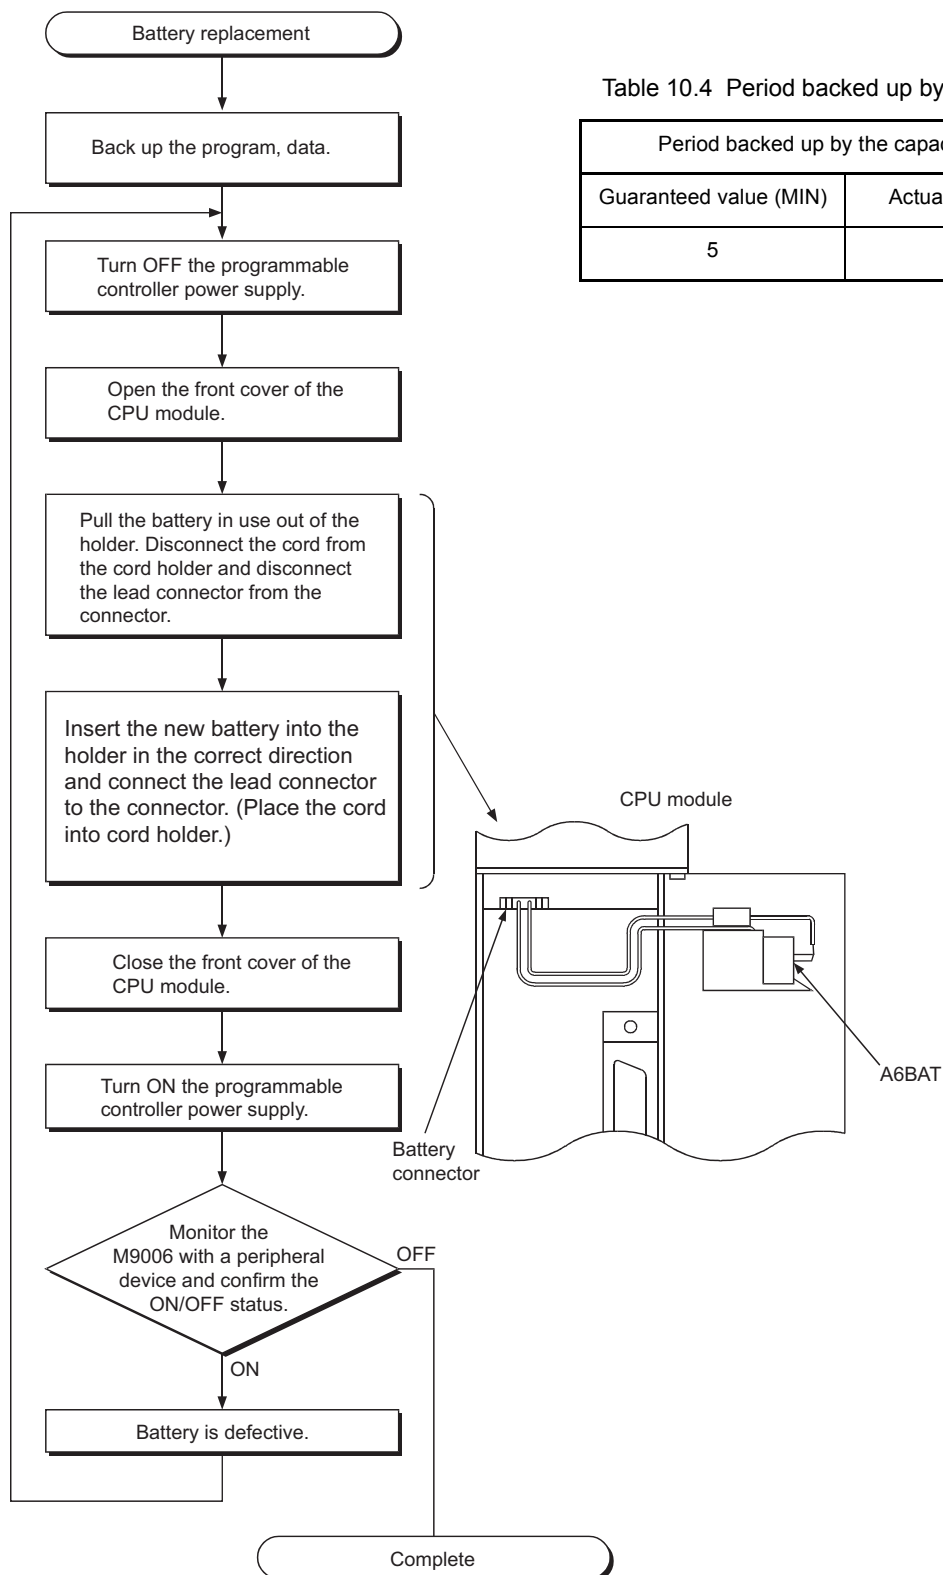 Battery replacement
Back up the program, data.
Turn OFF the programmable
controller power supply.
Open the front cover of the
CPU module.
Pull the battery in use out of the
holder. Disconnect the cord from
the cord holder and disconnect
the lead connector from the
connector.
Insert the new battery into the
holder in the correct direction
and connect the lead connector
to the connector. (Place the cord
into cord holder.)
Close the front cover of the
CPU module.
Turn ON the programmable
controller power supply.
Monitor the
M9006 with a peripheral
device and confirm the
ON/OFF status.
OFF
ON
Battery is defective.
Complete
Table 10.4 Period backed up by
Period backed up by the capac
Guaranteed value (MIN)
Actua
5
CPU module
A6BAT
Battery
connector